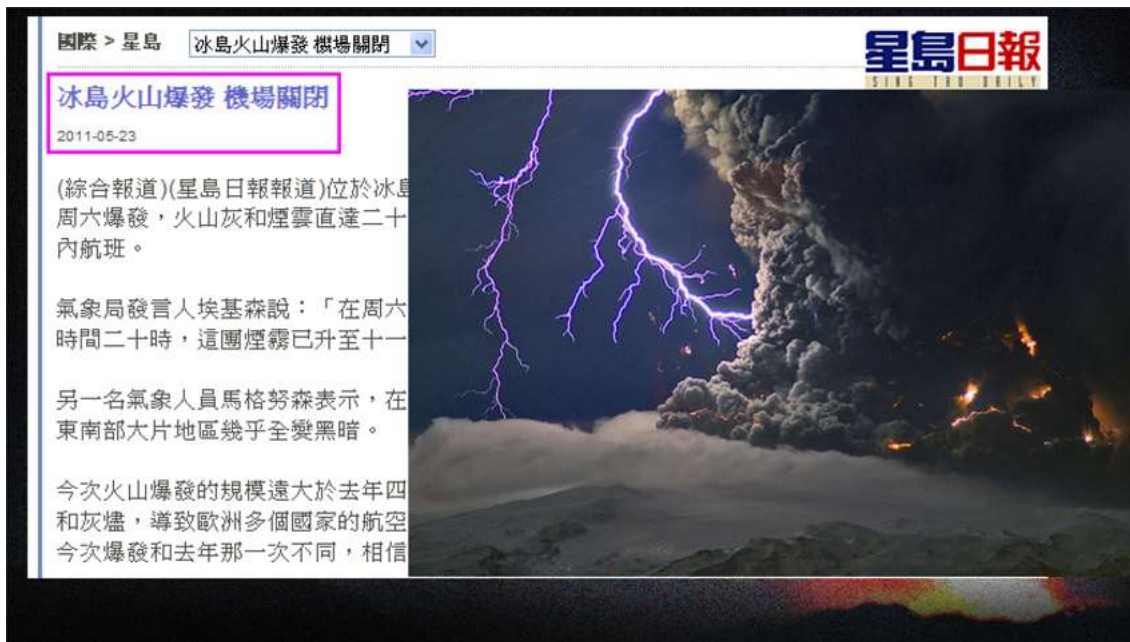 國際 > 星島
冰島火山爆發 機場關閉
星島日報
SING TAO DAILY
冰島火山爆發 機場關閉
2011-05-23
(綜合報道)(星島日報報道)位於冰島
周六爆發，火山灰和煙雲直達二十
內航班。
氣象局發言人埃基森說：「在周六
時間二十時，這團煙霧已升至十一
另一名氣象人員馬格努森表示，在
東南部大片地區幾乎全變黑暗。
今次火山爆發的規模遠大於去年四
和灰燼，導致歐洲多個國家的航空
今次爆發和去年那一次不同，相信